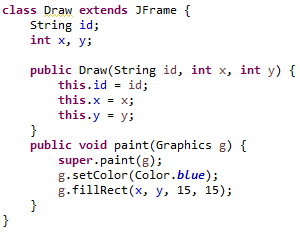 class Draw extends JFrame {
    String id;
    int x, y;

    public Draw(String id, int x, int y) {
        this.id = id;
        this.x = x;
        this.y = y;
    }
    public void paint(Graphics g) {
        super.paint(g);
        g.setColor(Color.blue);
        g.fillRect(x, y, 15, 15);
    }
}